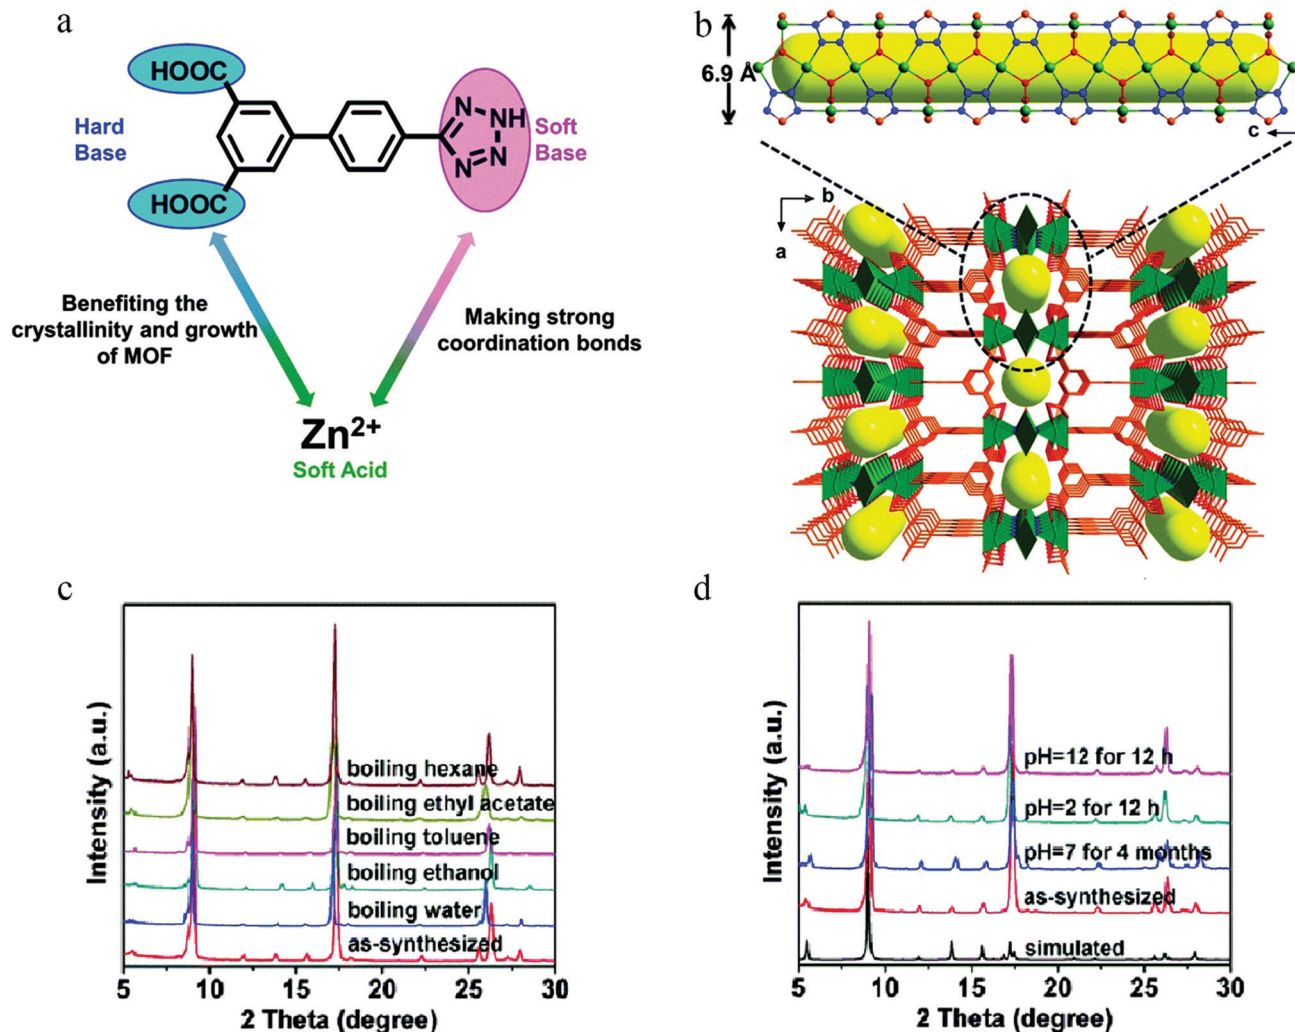 a
HOOC
Hard
Base
HOOC
N
NH
N
N
Soft
Base
Benefiting the
crystallinity and growth
of MOF
Making strong
coordination bonds
Zn²⁺
Soft Acid
b
6.9 Å
c
b
a
c
Intensity (a.u.)
boiling hexane
boiling ethyl acetate
boiling toluene
boiling ethanol
boiling water
as-synthesized
5 10 15 20 25 30
2 Theta (degree)
d
Intensity (a.u.)
pH=12 for 12 h
pH=2 for 12 h
pH=7 for 4 months
as-synthesized
simulated
5 10 15 20 25 30
2 Theta (degree)